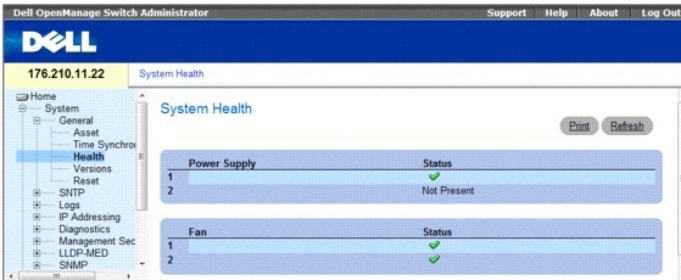 Dell OpenManage Switch Administrator
Support Help About Log Out
DELL
176.210.11.22
System Health
Home
System
General
Asset
Time Synchro
Health
Versions
Reset
SNTP
Logs
IP Addressing
Diagnostics
Management Sec
LLDP-MED
SNMP
System Health
Print Refresh
Power Supply Status
1
2 Not Present
Fan Status
1
2